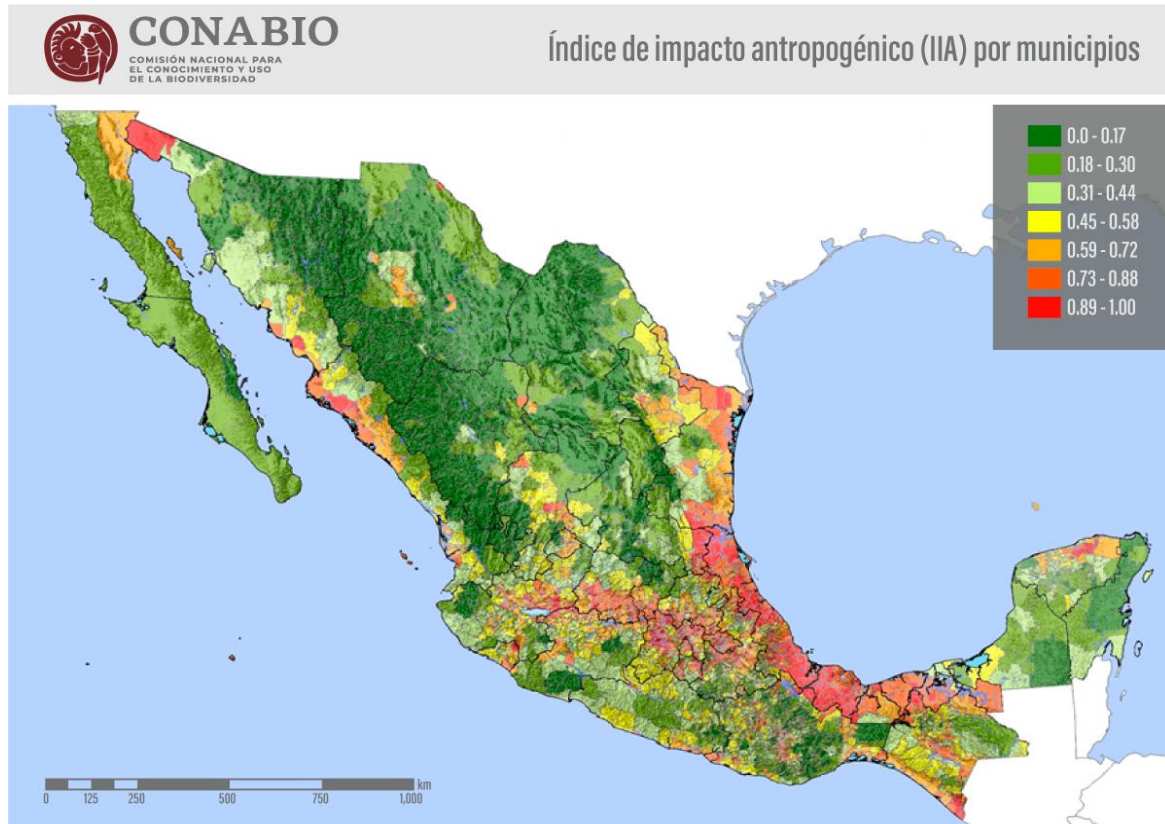 CONABIO
COMISIÓN NACIONAL PARA
EL CONOCIMIENTO Y USO
DE LA BIODIVERSIDAD
Índice de impacto antropogénico (IIA) por municipios
0.0 - 0.17
0.18 - 0.30
0.31 - 0.44
0.45 - 0.58
0.59 - 0.72
0.73 - 0.88
0.89 - 1.00
km
0 125 250 500 750 1,000